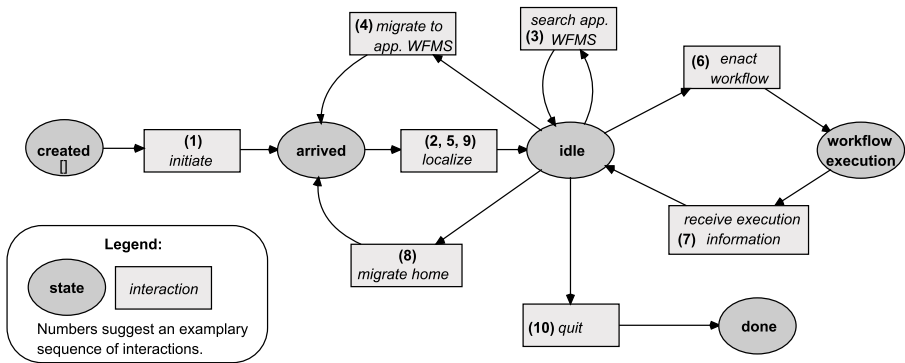 (4) migrate to
app. WFMS
search app.
(3) WFMS
(6) enact
workflow
created
[]
(1)
initiate
arrived
(2, 5, 9)
localize
idle
workflow
execution
receive execution
(7) information
(8)
migrate home
Legend:
state
interaction
Numbers suggest an examplary
sequence of interactions.
(10) quit
done